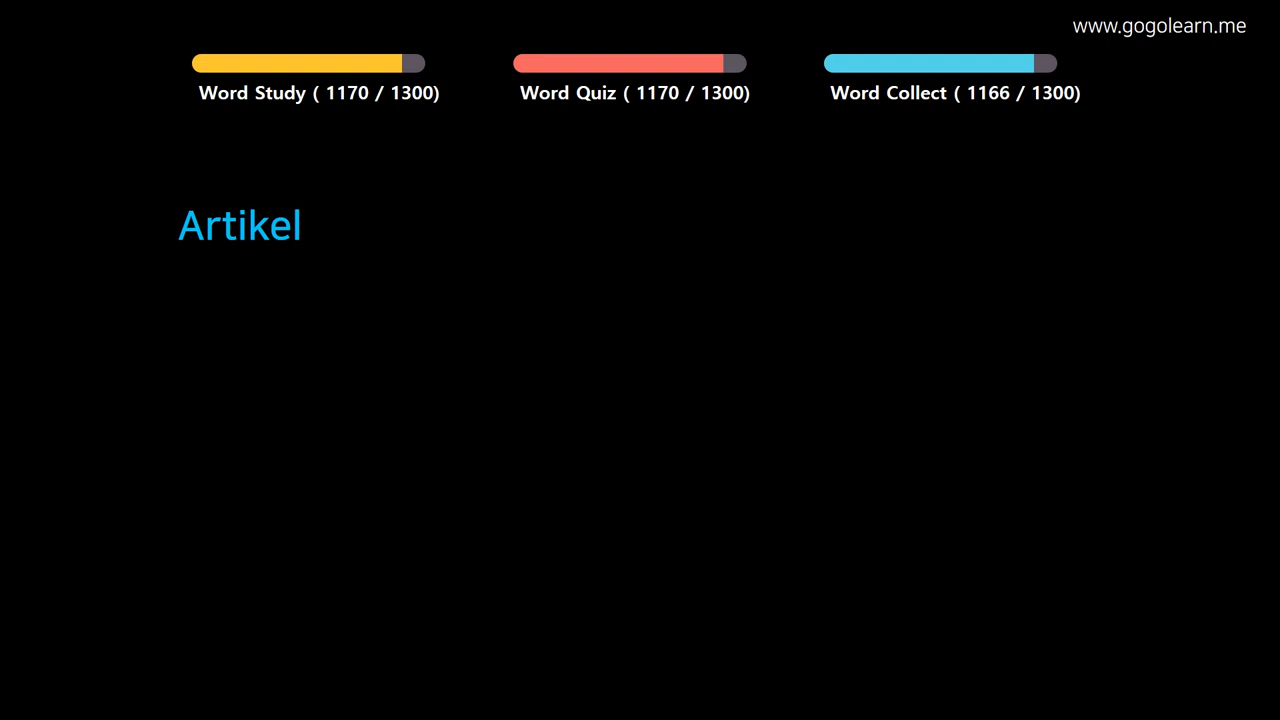 www.gogolearn.me
Word Study ( 1170 / 1300)
Word Quiz ( 1170 / 1300)
Word Collect ( 1166 / 1300)
Artikel